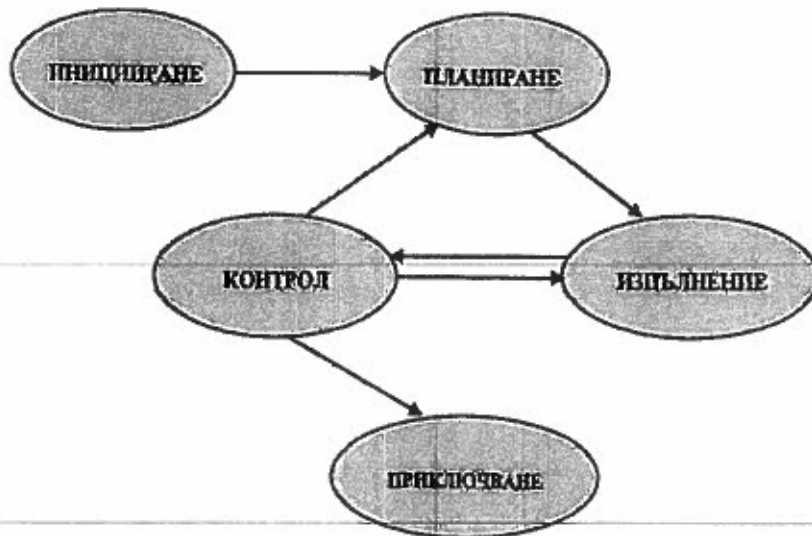 ИНИЦИИРАНЕ
ПЛАНИРАНЕ
КОНТРОЛ
ИЗПЪЛНЕНИЕ
ПРИКЛЮЧВАНЕ